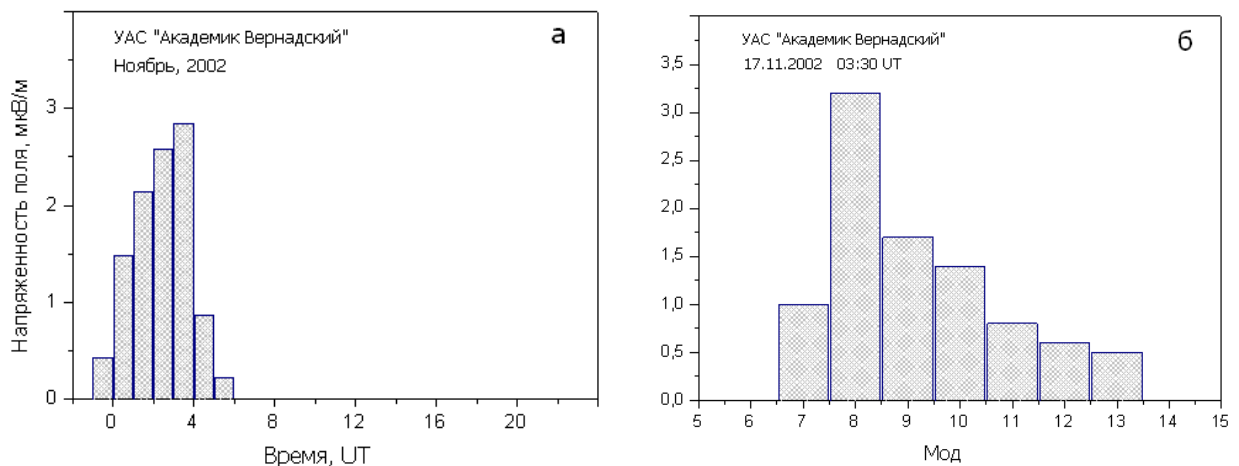 УАС "Академик Вернадский"
Ноябрь, 2002
а
Напряженность поля, мкВ/м
3
2
1
0
0 4 8 12 16 20
Время, UT
УАС "Академик Вернадский"
17.11.2002 03:30 UT
б
3,5
3,0
2,5
2,0
1,5
1,0
0,5
0,0
5 6 7 8 9 10 11 12 13 14 15
Мод